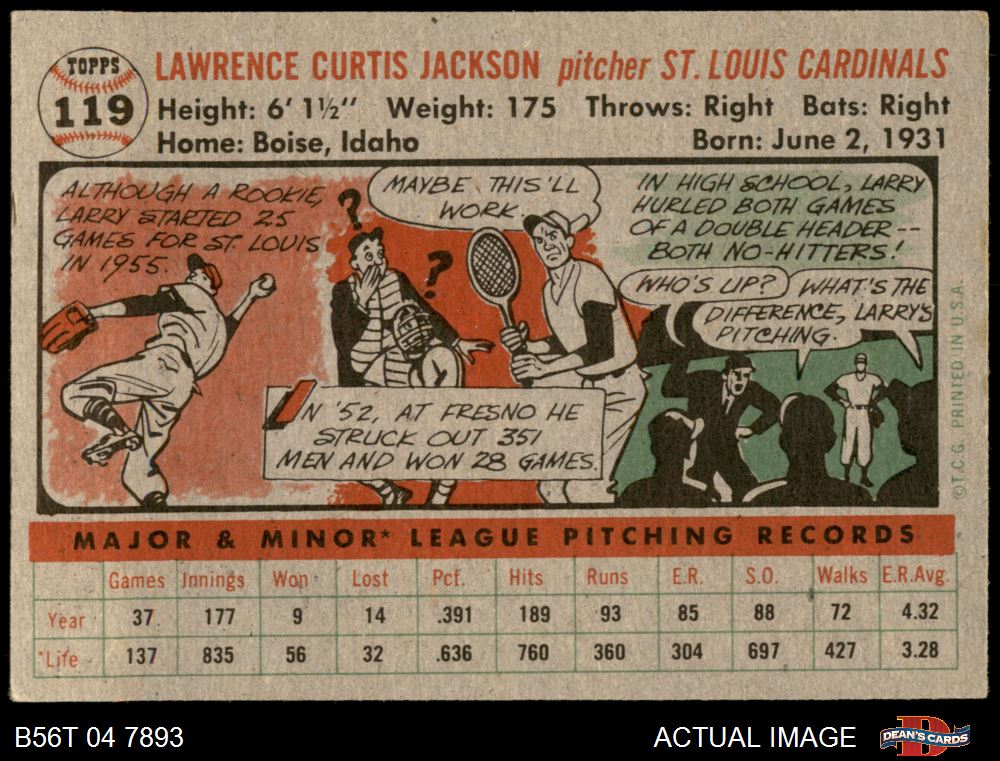 TOPPS
119
LAWRENCE CURTIS JACKSON pitcher ST. LOUIS CARDINALS
Height: 6' 1½" Weight: 175 Throws: Right Bats: Right
Home: Boise, Idaho Born: June 2, 1931
ALTHOUGH A ROOKIE,
LARRY STARTED 25
GAMES FOR ST. LOUIS
IN 1955.
?
?
MAYBE THIS'LL
WORK.
IN '52, AT FRESNO HE
STRUCK OUT 351
MEN AND WON 28 GAMES.
IN HIGH SCHOOL, LARRY
HURLED BOTH GAMES
OF A DOUBLE HEADER--
BOTH NO-HITTERS!
WHO'S UP?
WHAT'S THE
DIFFERENCE, LARRY'S
PITCHING.
©T.C.G. PRINTED IN U.S.A.
MAJOR & MINOR* LEAGUE PITCHING RECORDS
Games Innings Won Lost Pct. Hits Runs E.R. S.O. Walks E.R.Avg.
Year 37 177 9 14 .391 189 93 85 88 72 4.32
*Life 137 835 56 32 .636 760 360 304 697 427 3.28
B56T 04 7893 ACTUAL IMAGE
D
DEAN'S CARDS